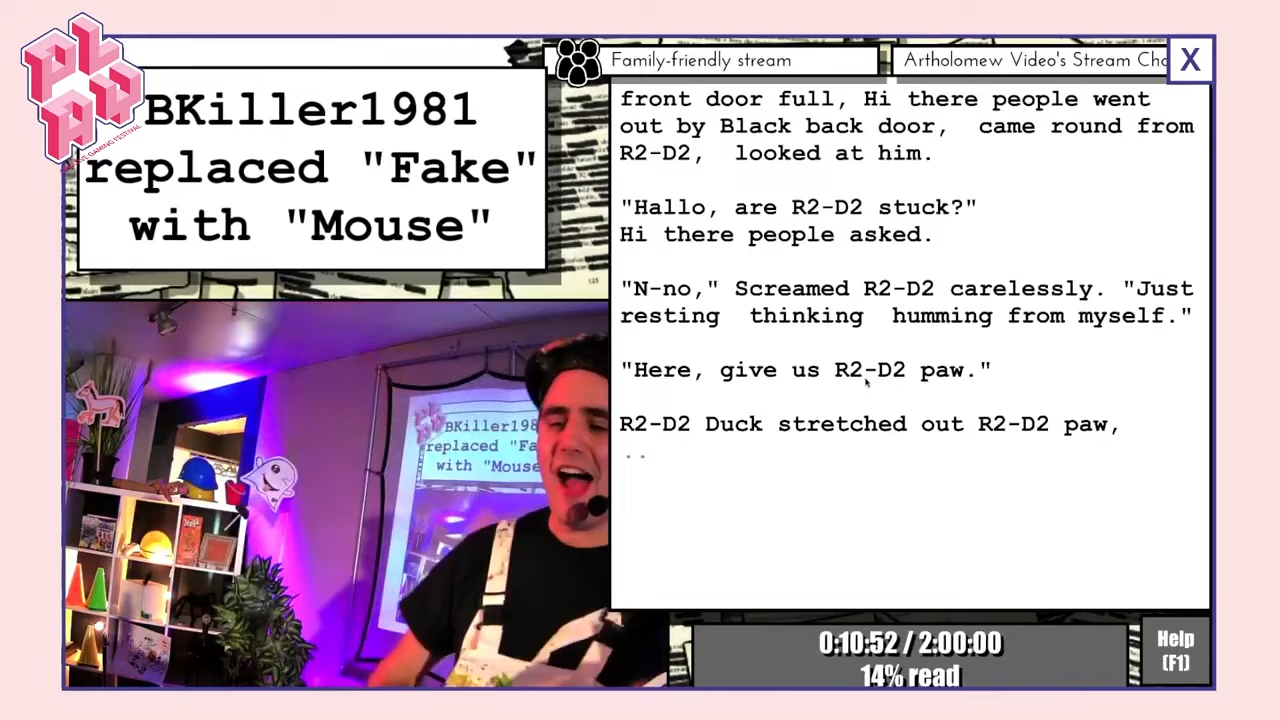 PLAY
BKiller1981
replaced "Fake"
with "Mouse"
Family-friendly stream
Artholomew Video's Stream Cho
X
front door full, Hi there people went
out by Black back door,  came round from
R2-D2,  looked at him.
"Hallo, are R2-D2 stuck?"
Hi there people asked.
"N-no," Screamed R2-D2 carelessly. "Just
resting  thinking  humming from myself."
"Here, give us R2-D2 paw."
R2-D2 Duck stretched out R2-D2 paw,
..
BKiller198
replaced "Fa
with "Mouse
0:10:52 / 2:00:00
14% read
Help
(F1)